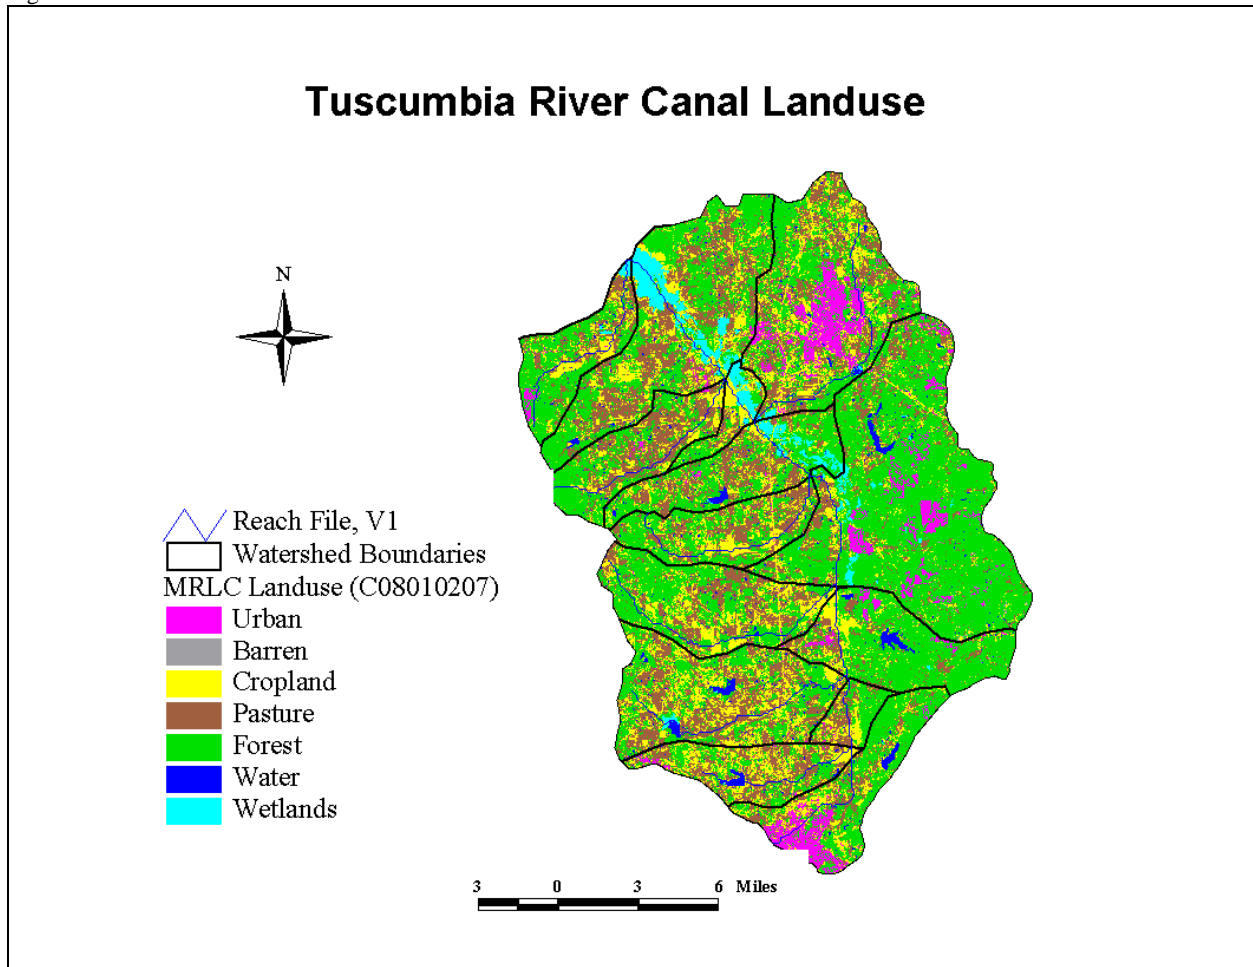 Tuscumbia River Canal Landuse
N
Reach File, V1
Watershed Boundaries
MRLC Landuse (C08010207)
Urban
Barren
Cropland
Pasture
Forest
Water
Wetlands
3 0 3 6 Miles